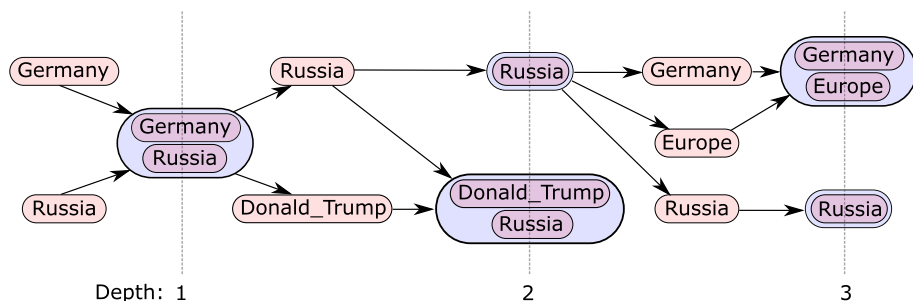 Germany
Russia
Germany
Russia
Russia
Donald_Trump
Russia
Donald_Trump
Russia
Germany
Europe
Russia
Germany
Europe
Russia
Depth: 1
2
3